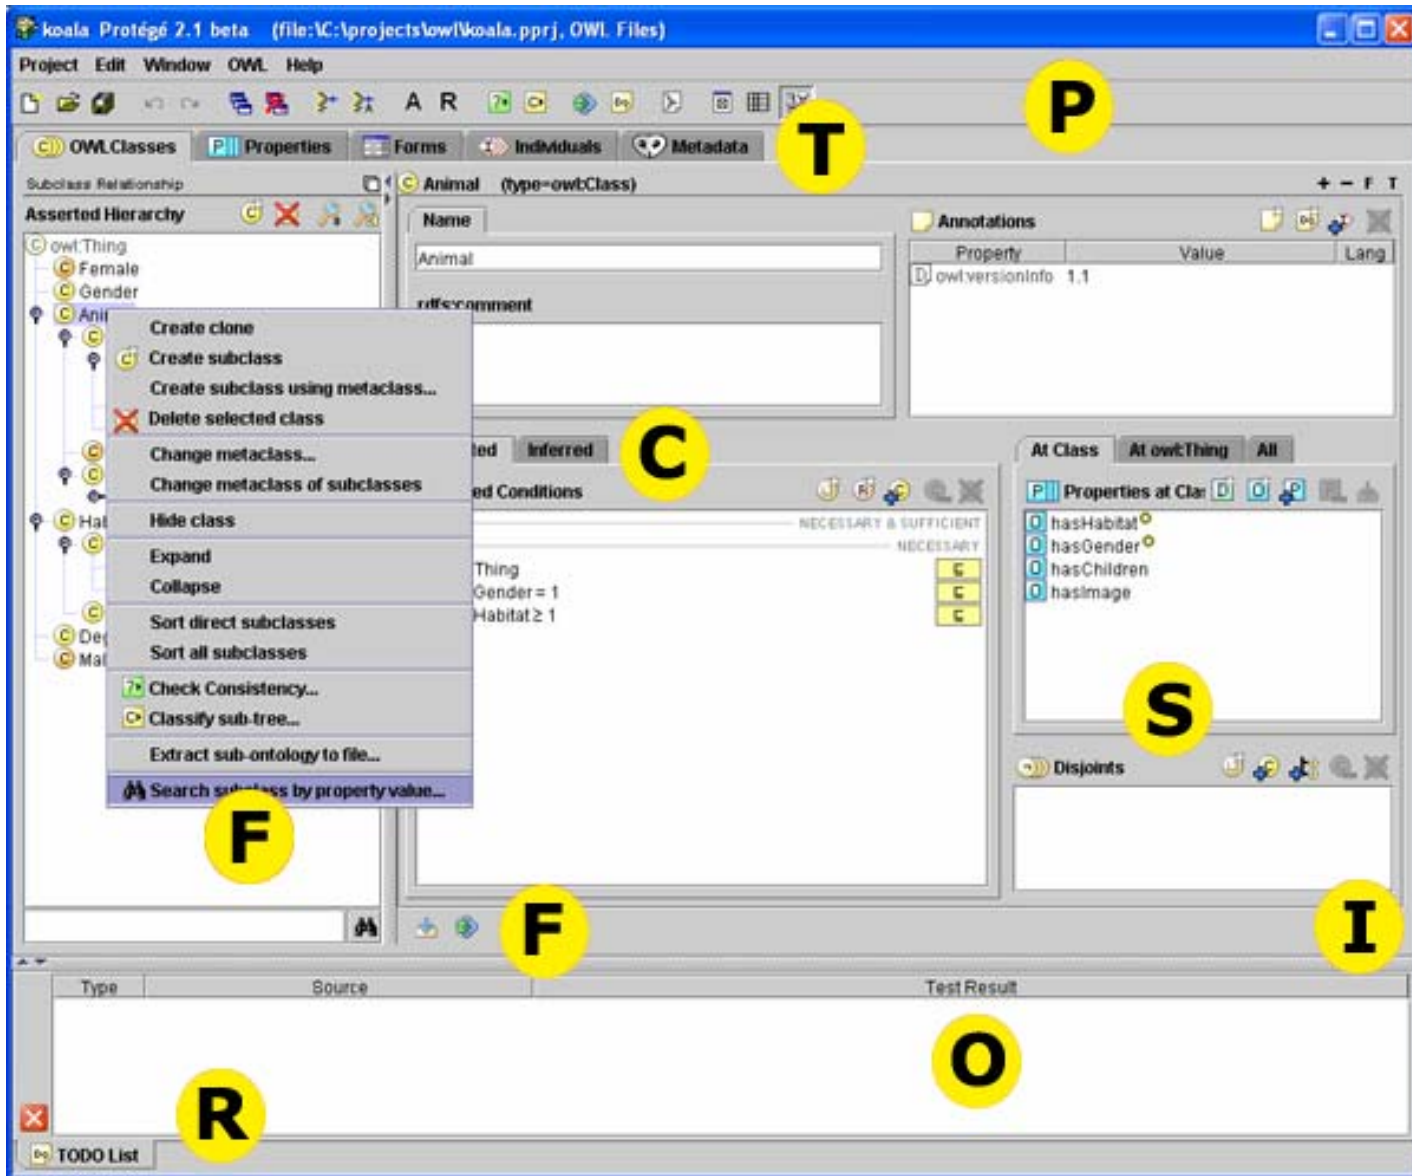 koala Protégé 2.1 beta (file:\C:\projects\owl\koala.pprj, OWL Files)
Project Edit Window OWL Help
A R
P
T
OWLClasses Properties Forms Individuals Metadata
Subclass Relationship
Asserted Hierarchy
owl:Thing
Female
Gender
Create clone
Create subclass
Create subclass using metaclass...
Delete selected class
Change metaclass...
Change metaclass of subclasses
Hide class
Expand
Collapse
Sort direct subclasses
Sort all subclasses
Check Consistency...
Classify sub-tree...
Extract sub-ontology to file...
Search subclass by property value...
F
Animal (type=owl:Class)
+ - F T
Name
Animal
rdfs:comment
Annotations
Property Value Lang
owl:versionInfo 1.1
C
Inferred
Conditions
NECESSARY & SUFFICIENT
NECESSARY
Thing
Gender = 1
Habitat ≥ 1
At Class At owl:Thing All
Properties at Clas
hasHabitat
hasGender
hasChildren
hasImage
S
Disjoints
F
I
Type Source Test Result
O
R
TODO List